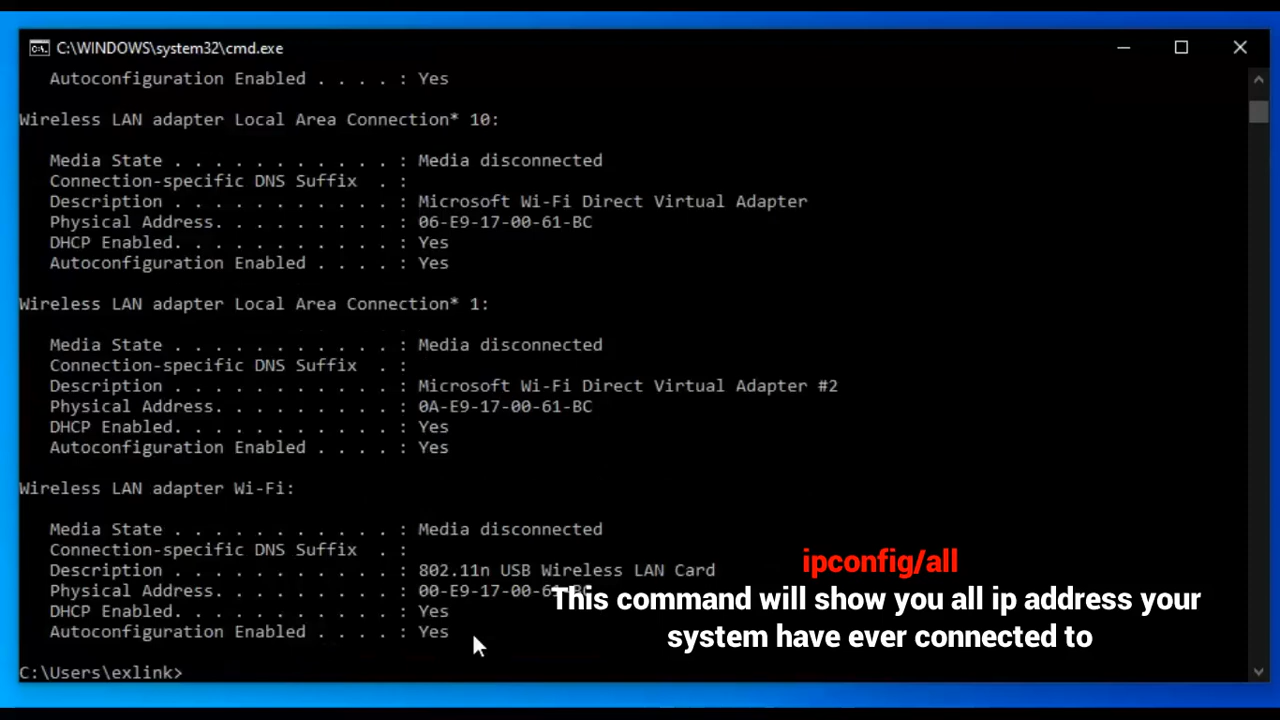 C:\WINDOWS\system32\cmd.exe
Autoconfiguration Enabled . . . . : Yes
Wireless LAN adapter Local Area Connection* 10:
Media State . . . . . . . . . . . : Media disconnected
Connection-specific DNS Suffix  . :
Description . . . . . . . . . . . : Microsoft Wi-Fi Direct Virtual Adapter
Physical Address. . . . . . . . . : 06-E9-17-00-61-BC
DHCP Enabled. . . . . . . . . . . : Yes
Autoconfiguration Enabled . . . . : Yes
Wireless LAN adapter Local Area Connection* 1:
Media State . . . . . . . . . . . : Media disconnected
Connection-specific DNS Suffix  . :
Description . . . . . . . . . . . : Microsoft Wi-Fi Direct Virtual Adapter #2
Physical Address. . . . . . . . . : 0A-E9-17-00-61-BC
DHCP Enabled. . . . . . . . . . . : Yes
Autoconfiguration Enabled . . . . : Yes
Wireless LAN adapter Wi-Fi:
Media State . . . . . . . . . . . : Media disconnected
Connection-specific DNS Suffix  . :
Description . . . . . . . . . . . : 802.11n USB Wireless LAN Card
Physical Address. . . . . . . . . : 00-E9-17-00-61-BC
DHCP Enabled. . . . . . . . . . . : Yes
Autoconfiguration Enabled . . . . : Yes
C:\Users\exlink>
ipconfig/all
This command will show you all ip address your
system have ever connected to